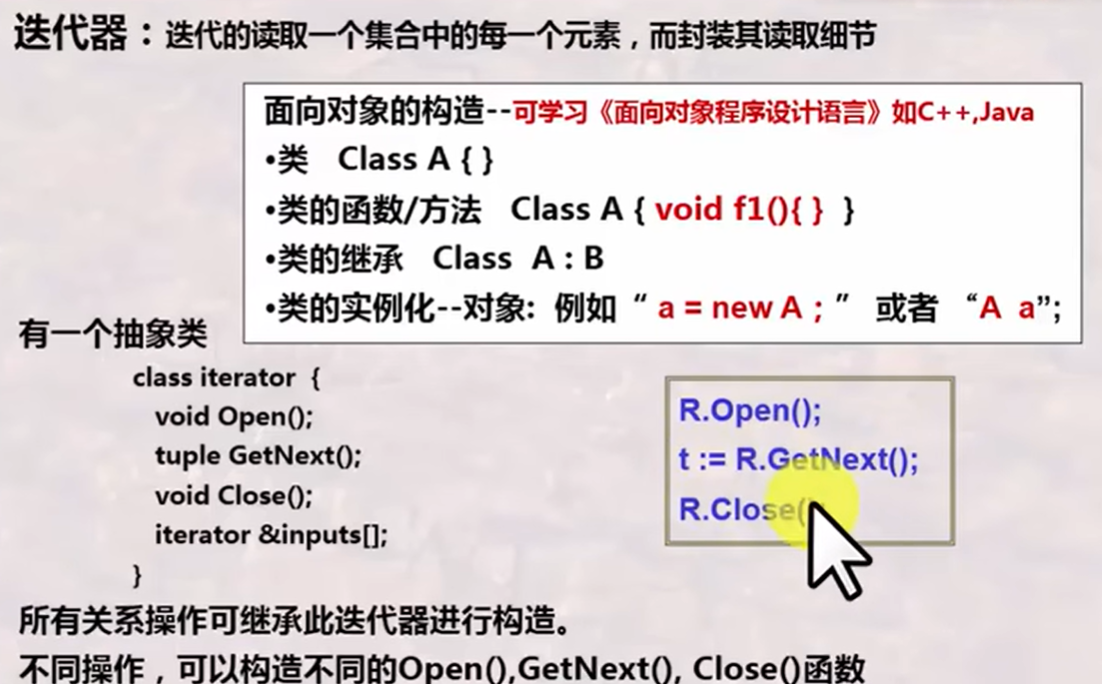 迭代器：迭代的读取一个集合中的每一个元素，而封装其读取细节
面向对象的构造--可学习《面向对象程序设计语言》如C++,Java
•类 Class A { }
•类的函数/方法 Class A { void f1(){ } }
•类的继承 Class A : B
•类的实例化--对象: 例如“ a = new A ; ” 或者 “A a”;
有一个抽象类
class iterator {
void Open();
tuple GetNext();
void Close();
iterator &inputs[];
}
R.Open();
t := R.GetNext();
R.Close(
所有关系操作可继承此迭代器进行构造。
不同操作，可以构造不同的Open(),GetNext(), Close()函数